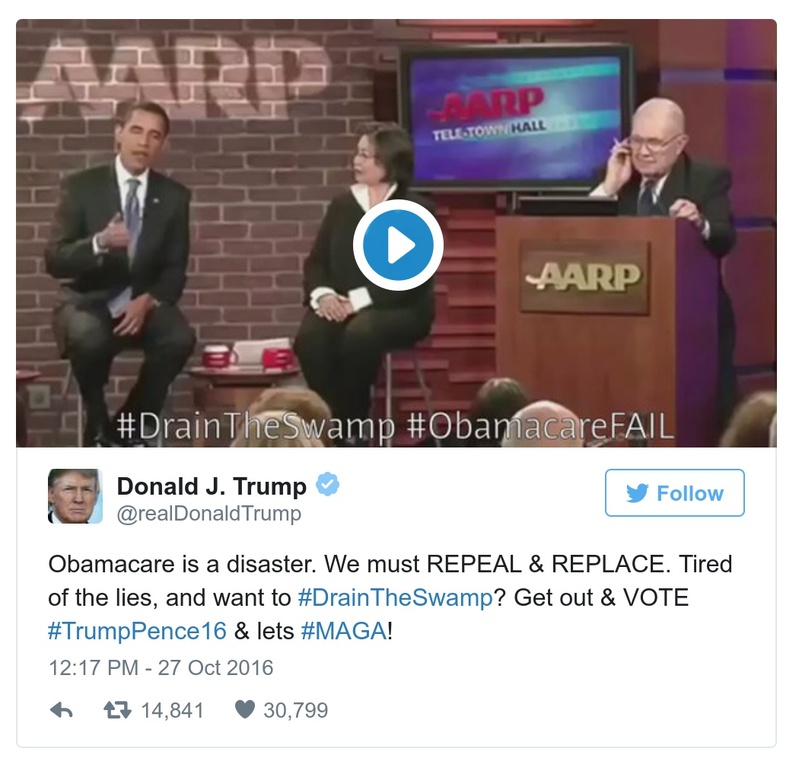 AARP
AARP
TELE-TOWN HALL
AARP
#DrainTheSwamp #ObamacareFAIL
Donald J. Trump
@realDonaldTrump
Follow
Obamacare is a disaster. We must REPEAL & REPLACE. Tired
of the lies, and want to #DrainTheSwamp? Get out & VOTE
#TrumpPence16 & lets #MAGA!
12:17 PM - 27 Oct 2016
14,841 30,799